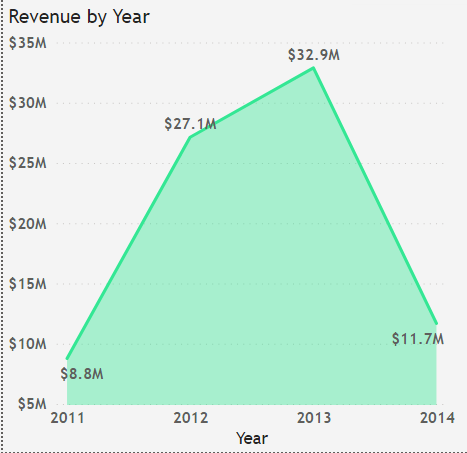 Revenue by Year
$35M
$32.9M
$30M
$27.1M
$25M
$20M
$15M
$10M
$11.7M
$8.8M
$5M
2011 2012 2013 2014
Year